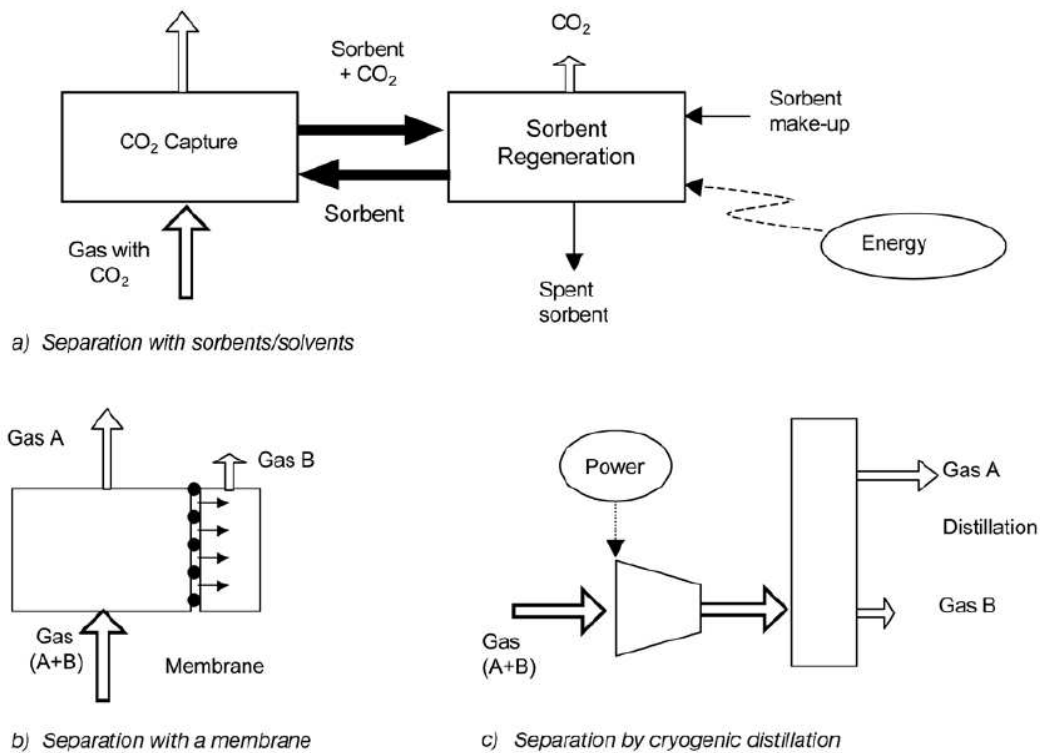 CO₂
Sorbent
+ CO₂
CO₂ Capture
Sorbent
Regeneration
Sorbent
make-up
Sorbent
Gas with
CO₂
Energy
Spent
sorbent
a) Separation with sorbents/solvents
Gas A
Gas B
Gas
(A+B)
Membrane
b) Separation with a membrane
Power
Gas A
Distillation
Gas B
Gas
(A+B)
c) Separation by cryogenic distillation